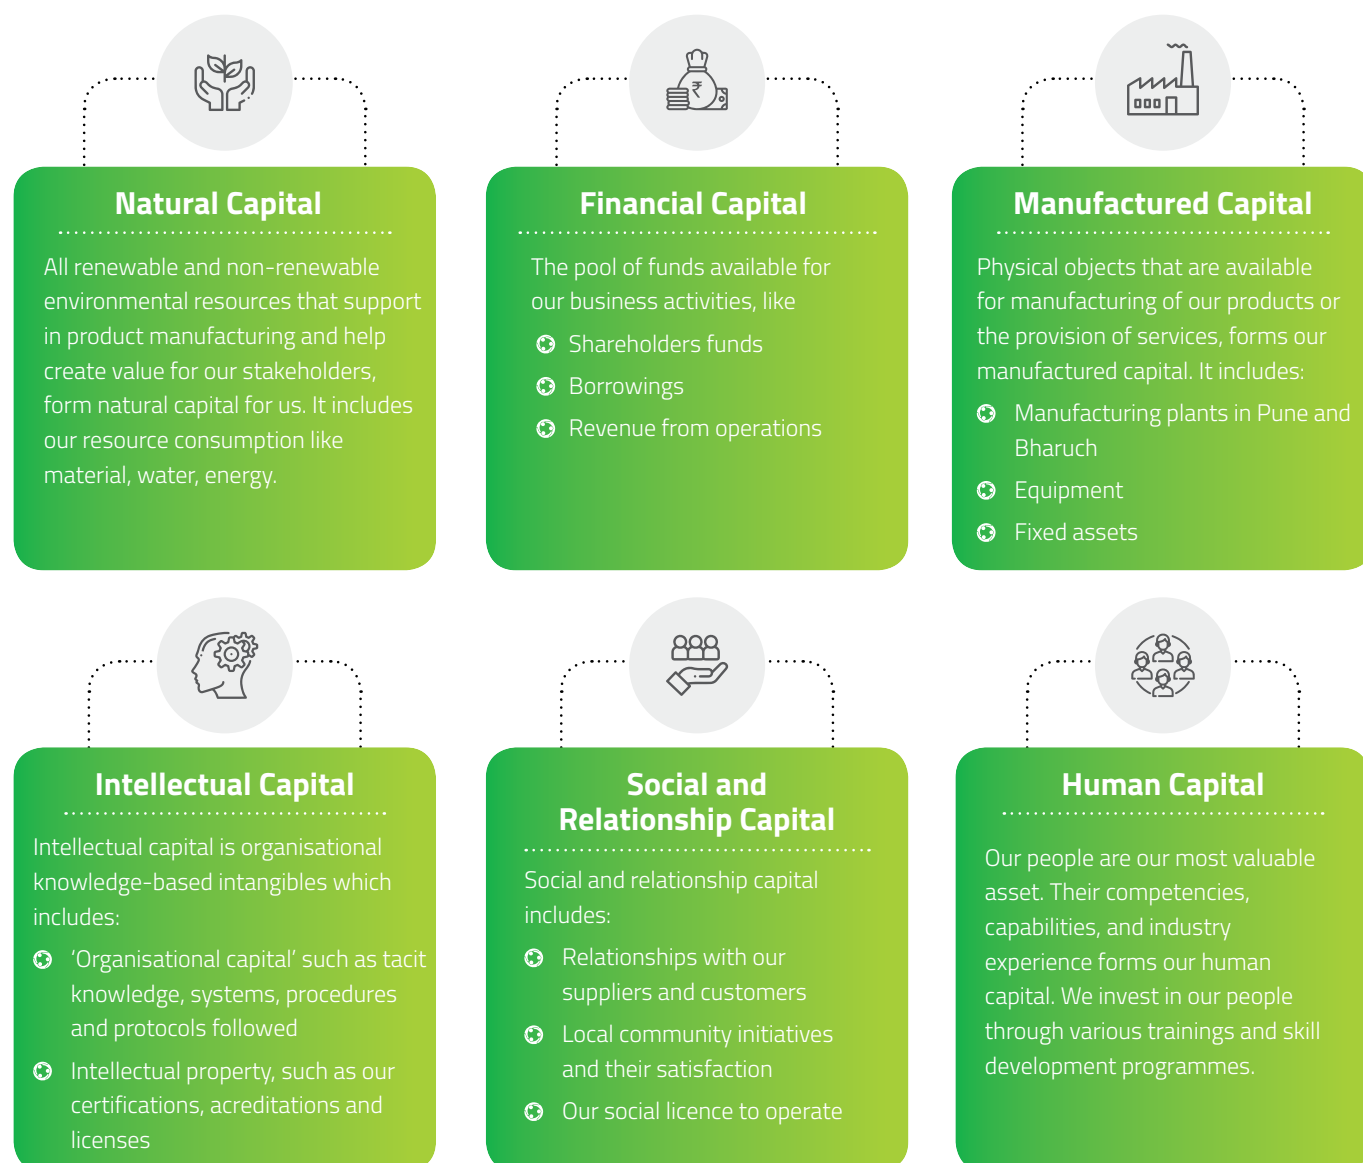 Natural Capital
All renewable and non-renewable
environmental resources that support
in product manufacturing and help
create value for our stakeholders,
form natural capital for us. It includes
our resource consumption like
material, water, energy.
₹
Financial Capital
The pool of funds available for
our business activities, like
Shareholders funds
Borrowings
Revenue from operations
Manufactured Capital
Physical objects that are available
for manufacturing of our products or
the provision of services, forms our
manufactured capital. It includes:
Manufacturing plants in Pune and
Bharuch
Equipment
Fixed assets
Intellectual Capital
Intellectual capital is organisational
knowledge-based intangibles which
includes:
‘Organisational capital’ such as tacit
knowledge, systems, procedures
and protocols followed
Intellectual property, such as our
certifications, acreditations and
licenses
Social and
Relationship Capital
Social and relationship capital
includes:
Relationships with our
suppliers and customers
Local community initiatives
and their satisfaction
Our social licence to operate
Human Capital
Our people are our most valuable
asset. Their competencies,
capabilities, and industry
experience forms our human
capital. We invest in our people
through various trainings and skill
development programmes.